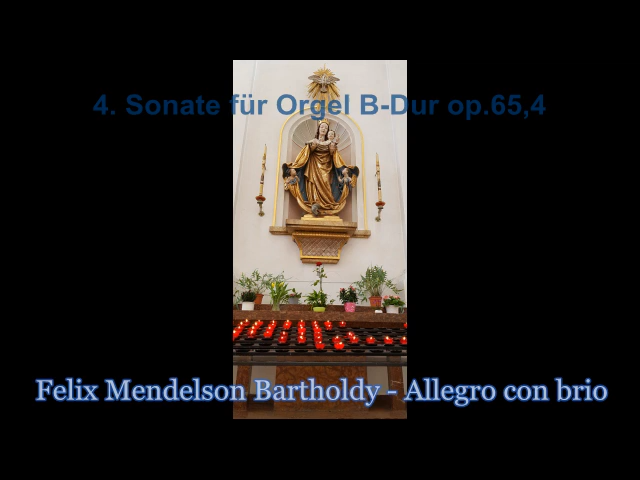 4. Sonate für Orgel B-Dur op.65,4
Felix Mendelson Bartholdy - Allegro con brio